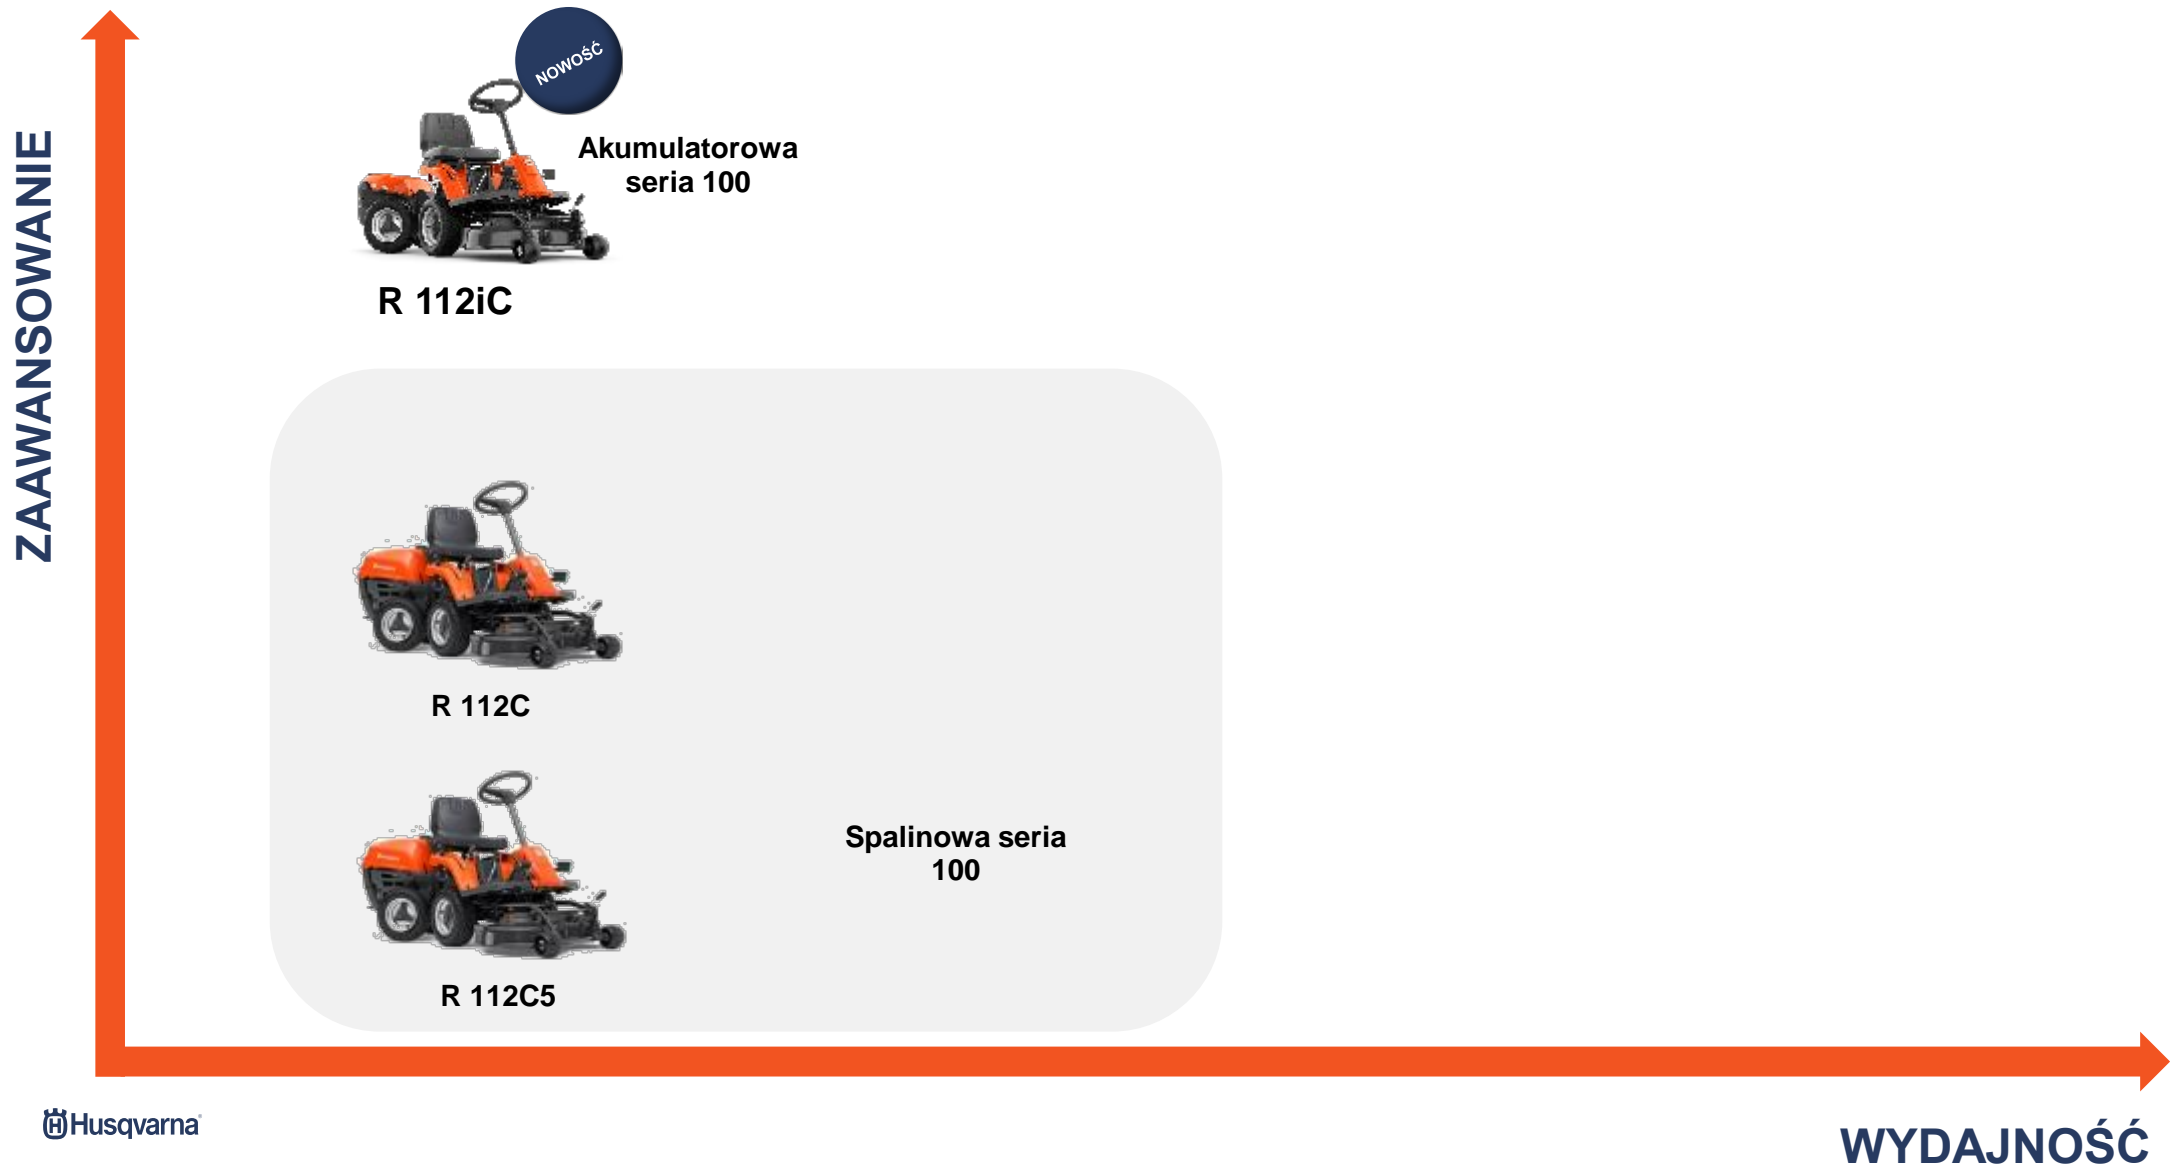 NOWOŚĆ
Akumulatorowa
seria 100
R 112iC
ZAAWANSOWANIE
R 112C
Spalinowa seria
100
R 112C5
Husqvarna
WYDAJNOŚĆ